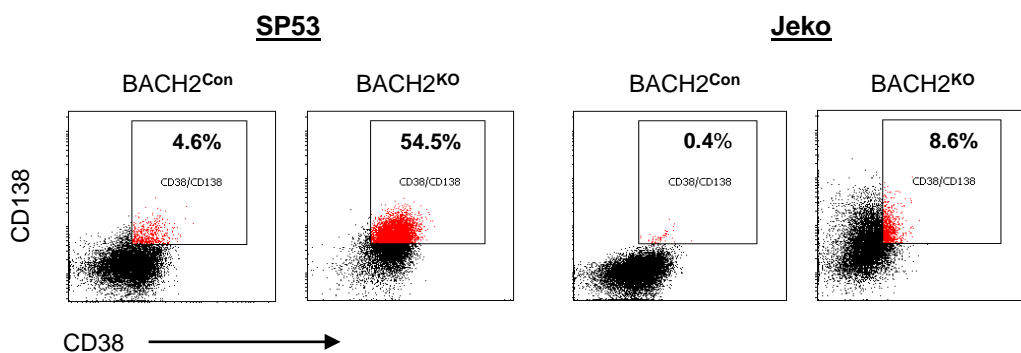 SP53
Jeko
BACH2Con
BACH2KO
BACH2Con
BACH2KO
4.6%
54.5%
0.4%
8.6%
CD38/CD138
CD38/CD138
CD38/CD138
CD38/CD138
CD138
CD38